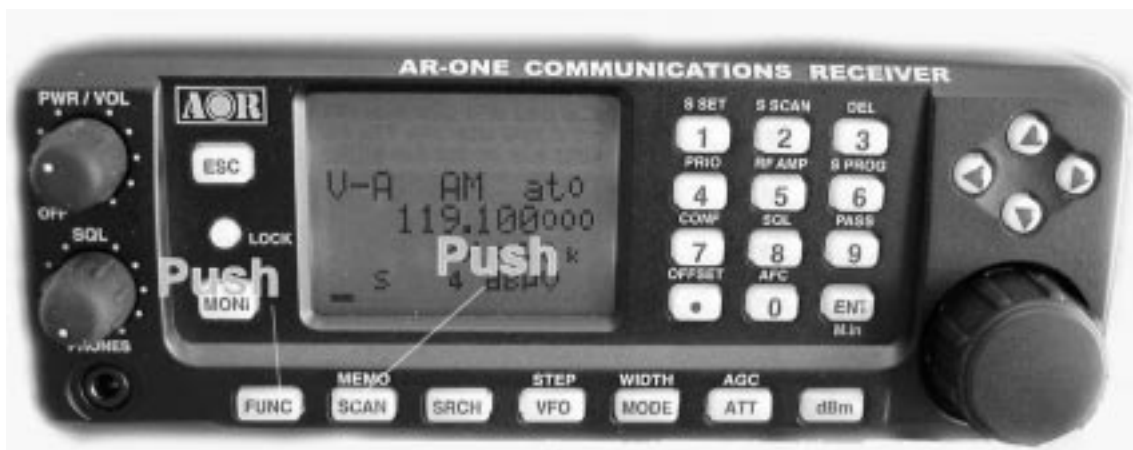 AR-ONE COMMUNICATIONS RECEIVER
PWR / VOL
AOR
S SET S SCAN DEL
1 2 3
ESC
PRIO RF AMP S PROG
V-A AM ato
4 5 6
OFF
119.100000
CONF SQL PASS
SQL
LOCK
7 8 9
k
Push
Push
OFFSET AFC
S 4 dBµV
MONI
• 0 ENT
M.in
PHONES
MEMO STEP WIDTH AGC
FUNC SCAN SRCH VFO MODE ATT dBm